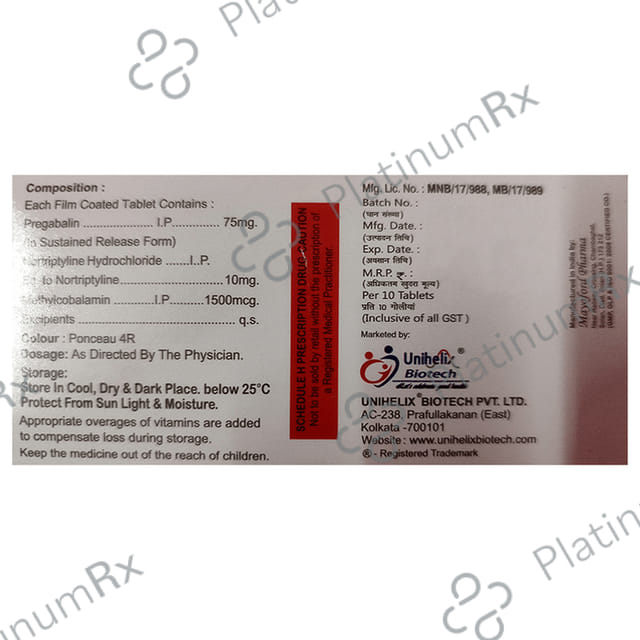 Composition :
Each Film Coated Tablet Contains :
Pregabalin .................... I.P ............... 75mg.
(In Sustained Release Form)
Nortriptyline Hydrochloride .......I..P.
Eq. to Nortriptyline............................10mg.
Methylcobalamin ............I.P..........1500mcg.
Excipients ............................................ q.s.
Colour : Ponceau 4R
Dosage: As Directed By The Physician.
Storage:
Store In Cool, Dry & Dark Place. below 25°C
Protect From Sun Light & Moisture.
Appropriate overages of vitamins are added
to compensate loss during storage.
Keep the medicine out of the reach of children.
SCHEDULE H PRESCRIPTION DRUG-CAUTION
Not to be sold by retail without the prescription of
a Registered Medical Practitioner.
Mfg. Lic. No. : MNB/17/988, MB/17/989
Batch No. :
(घान संख्या)
Mfg. Date. :
(उत्पादन तिथि)
Exp. Date. :
(अवसान तिथि)
M.R.P. ₹. :
(अधिकतम खुदरा मूल्य)
Per 10 Tablets
प्रति 10 गोलीयां
(Inclusive of all GST )
Marketed by:
Unihelix®
Biotech
UNIHELIX® BIOTECH PVT. LTD.
AC-238, Prafullakanan (East)
Kolkata -700101
Website : www.unihelixbiotech.com
® - Registered Trademark
Manufactured in India by:
Mayeford Pharma
PlatinumRx
PlatinumRx
PlatinumRx
PlatinumRx
PlatinumRx